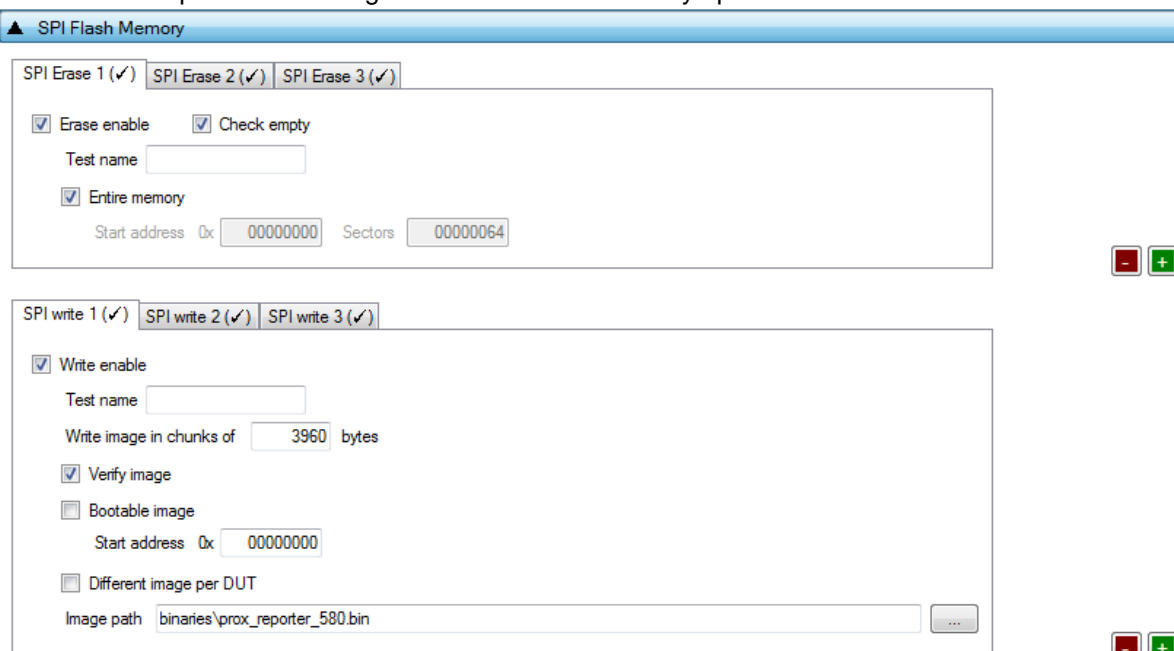 ▲ SPI Flash Memory
SPI Erase 1 (✓) SPI Erase 2 (✓) SPI Erase 3 (✓)
Erase enable Check empty
Test name
Entire memory
Start address 0x 00000000 Sectors 00000064
- +
SPI write 1 (✓) SPI write 2 (✓) SPI write 3 (✓)
Write enable
Test name
Write image in chunks of 3960 bytes
Verify image
Bootable image
Start address 0x 00000000
Different image per DUT
Image path binaries\prox_reporter_580.bin ...
- +